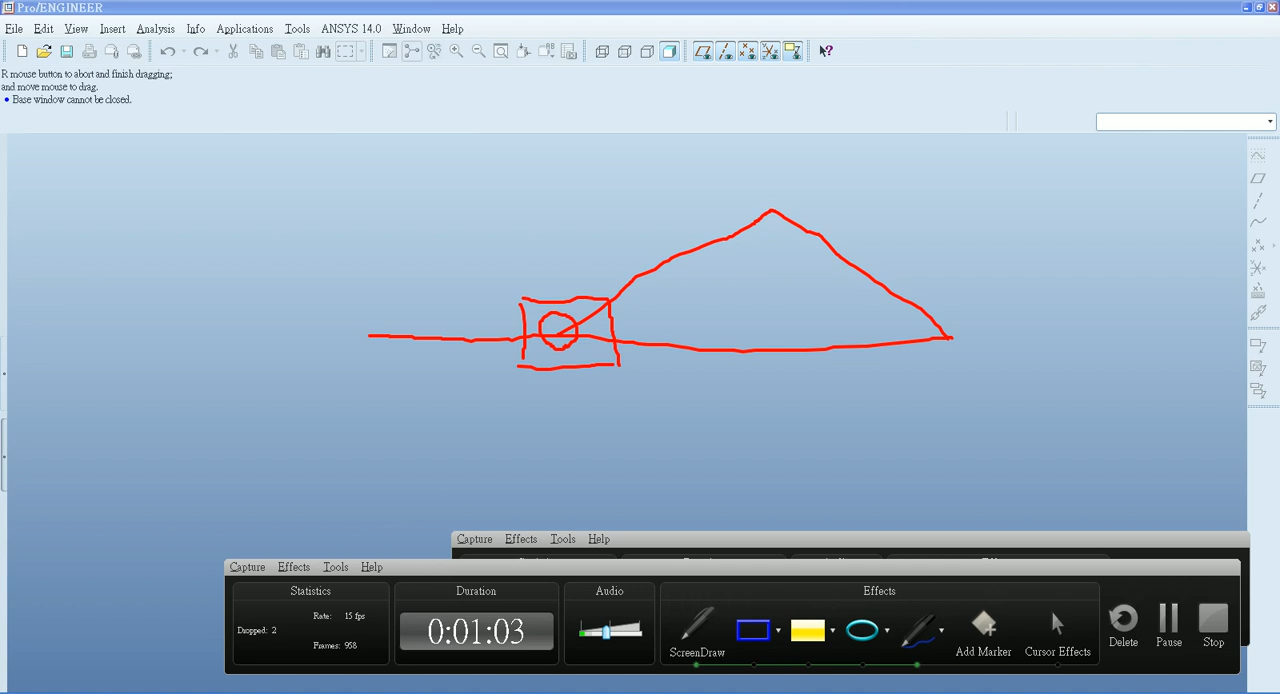 Pro/ENGINEER
File Edit View Insert Analysis Info Applications Tools ANSYS 14.0 Window Help
R mouse button to abort and finish dragging;
and move mouse to drag.
Base window cannot be closed.
Capture Effects Tools Help
Capture Effects Tools Help
Statistics Duration Audio Effects
Rate: 15 fps
Dropped: 2
Frames: 958
0:01:03
ScreenDraw Add Marker Cursor Effects Delete Pause Stop